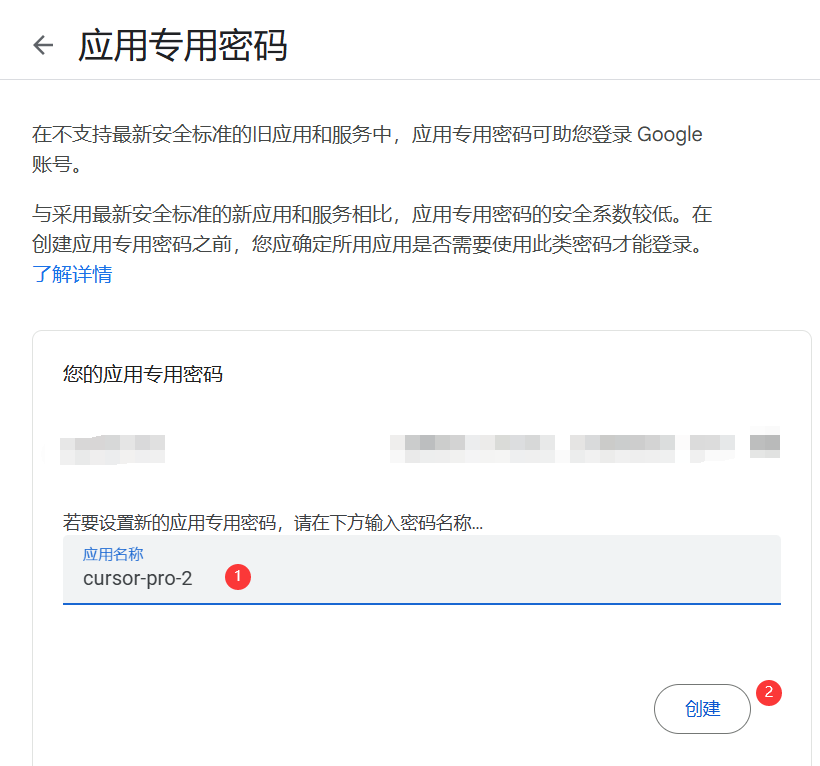 应用专用密码
在不支持最新安全标准的旧应用和服务中，应用专用密码可助您登录 Google
账号。
与采用最新安全标准的新应用和服务相比，应用专用密码的安全系数较低。在
创建应用专用密码之前，您应确定所用应用是否需要使用此类密码才能登录。
了解详情
您的应用专用密码
若要设置新的应用专用密码，请在下方输入密码名称...
应用名称
cursor-pro-2 1
2
创建